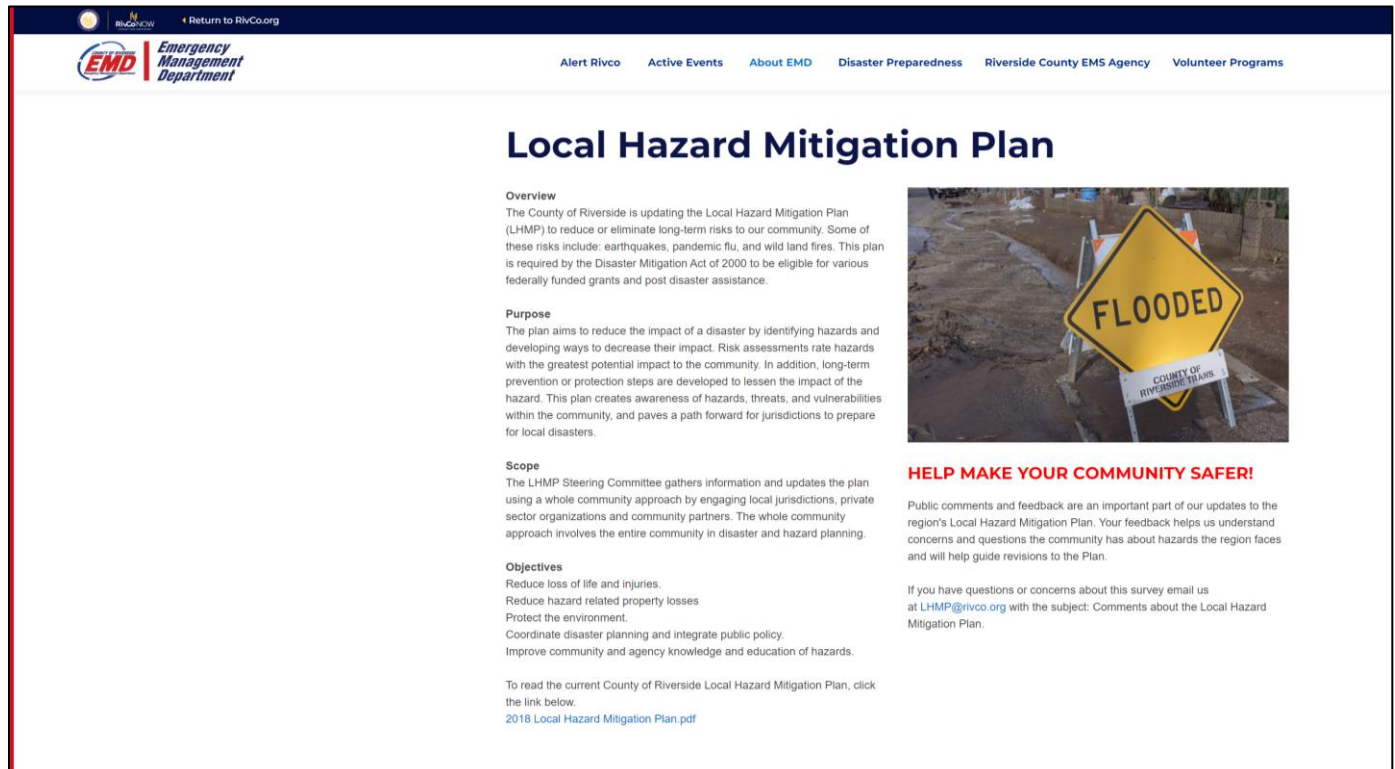 RivCoNOW
Return to RivCo.org
COUNTY OF RIVERSIDE
EMD
Emergency
Management
Department
Alert Rivco
Active Events
About EMD
Disaster Preparedness
Riverside County EMS Agency
Volunteer Programs
Local Hazard Mitigation Plan
Overview
The County of Riverside is updating the Local Hazard Mitigation Plan
(LHMP) to reduce or eliminate long-term risks to our community. Some of
these risks include: earthquakes, pandemic flu, and wild land fires. This plan
is required by the Disaster Mitigation Act of 2000 to be eligible for various
federally funded grants and post disaster assistance.
Purpose
The plan aims to reduce the impact of a disaster by identifying hazards and
developing ways to decrease their impact. Risk assessments rate hazards
with the greatest potential impact to the community. In addition, long-term
prevention or protection steps are developed to lessen the impact of the
hazard. This plan creates awareness of hazards, threats, and vulnerabilities
within the community, and paves a path forward for jurisdictions to prepare
for local disasters.
Scope
The LHMP Steering Committee gathers information and updates the plan
using a whole community approach by engaging local jurisdictions, private
sector organizations and community partners. The whole community
approach involves the entire community in disaster and hazard planning.
Objectives
Reduce loss of life and injuries.
Reduce hazard related property losses
Protect the environment.
Coordinate disaster planning and integrate public policy.
Improve community and agency knowledge and education of hazards.
To read the current County of Riverside Local Hazard Mitigation Plan, click
the link below.
2018 Local Hazard Mitigation Plan.pdf
FLOODED
COUNTY OF
RIVERSIDE TRANS.
HELP MAKE YOUR COMMUNITY SAFER!
Public comments and feedback are an important part of our updates to the
region's Local Hazard Mitigation Plan. Your feedback helps us understand
concerns and questions the community has about hazards the region faces
and will help guide revisions to the Plan.
If you have questions or concerns about this survey email us
at LHMP@rivco.org with the subject: Comments about the Local Hazard
Mitigation Plan.